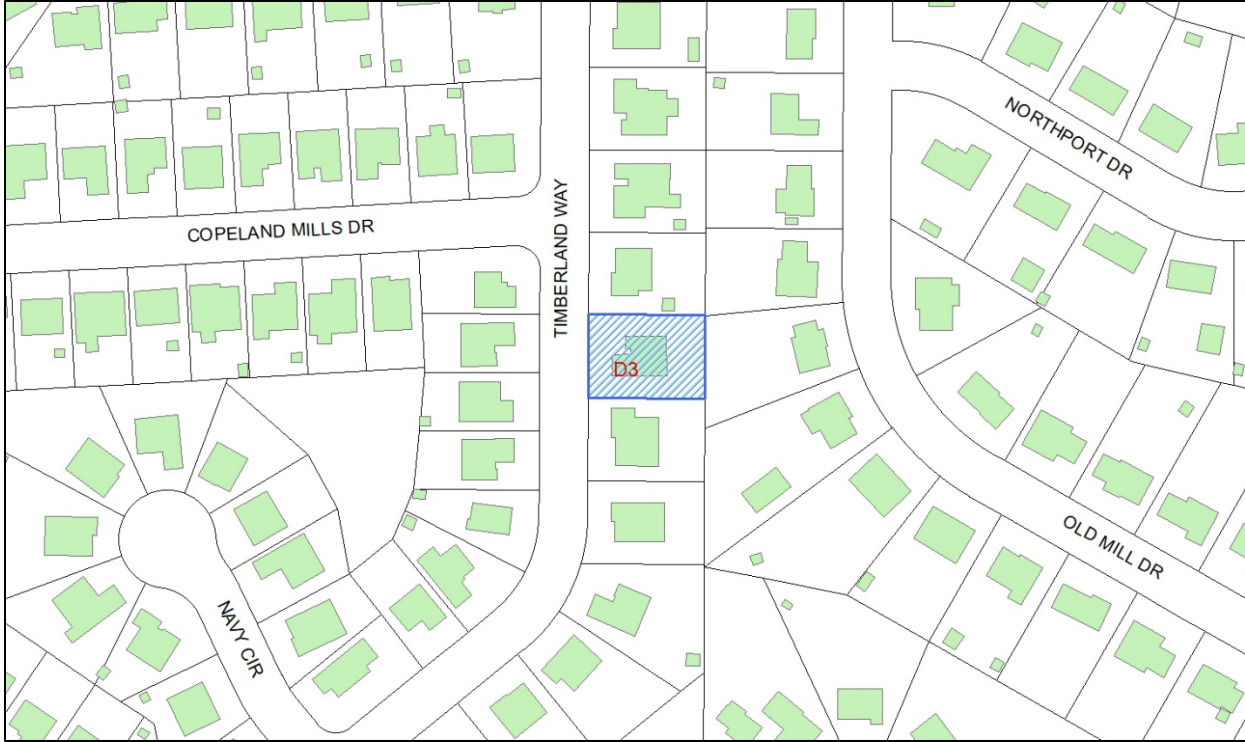 NORTHPORT DR
COPELAND MILLS DR
TIMBERLAND WAY
D3
OLD MILL DR
NAVY CIR